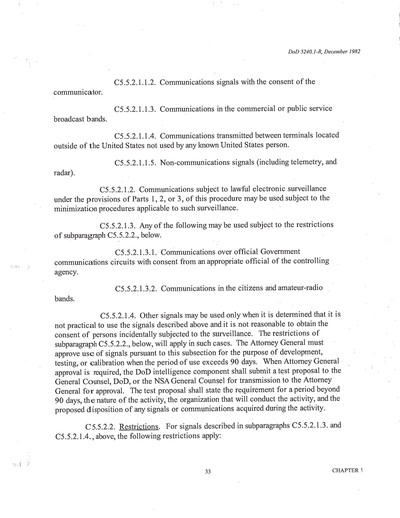 DoD 5240.1-R, December 1982
C5.5.2.1.1.2. Communications signals with the consent of the
communicator.
C5.5.2.1.1.3. Communications in the commercial or public service
broadcast bands.
C5.5.2.1.1.4. Communications transmitted between terminals located
outside of the United States not used by any known United States person.
C5.5.2.1.1.5. Non-communications signals (including telemetry, and
radar).
C5.5.2.1.2. Communications subject to lawful electronic surveillance
under the provisions of Parts 1, 2, or 3, of this procedure may be used subject to the
minimization procedures applicable to such surveillance.
C5.5.2.1.3. Any of the following may be used subject to the restrictions
of subparagraph C5.5.2.2., below.
C5.5.2.1.3.1. Communications over official Government
communications circuits with consent from an appropriate official of the controlling
agency.
C5.5.2.1.3.2. Communications in the citizens and amateur-radio
bands.
C5.5.2.1.4. Other signals may be used only when it is determined that it is
not practical to use the signals described above and it is not reasonable to obtain the
consent of persons incidentally subjected to the surveillance. The restrictions of
subparagraph C5.5.2.2., below, will apply in such cases. The Attorney General must
approve use of signals pursuant to this subsection for the purpose of development,
testing, or calibration when the period of use exceeds 90 days. When Attorney General
approval is required, the DoD intelligence component shall submit a test proposal to the
General Counsel, DoD, or the NSA General Counsel for transmission to the Attorney
General for approval. The test proposal shall state the requirement for a period beyond
90 days, the nature of the activity, the organization that will conduct the activity, and the
proposed disposition of any signals or communications acquired during the activity.
C5.5.2.2. Restrictions. For signals described in subparagraphs C5.5.2.1.3. and
C5.5.2.1.4., above, the following restrictions apply:
33
CHAPTER 5